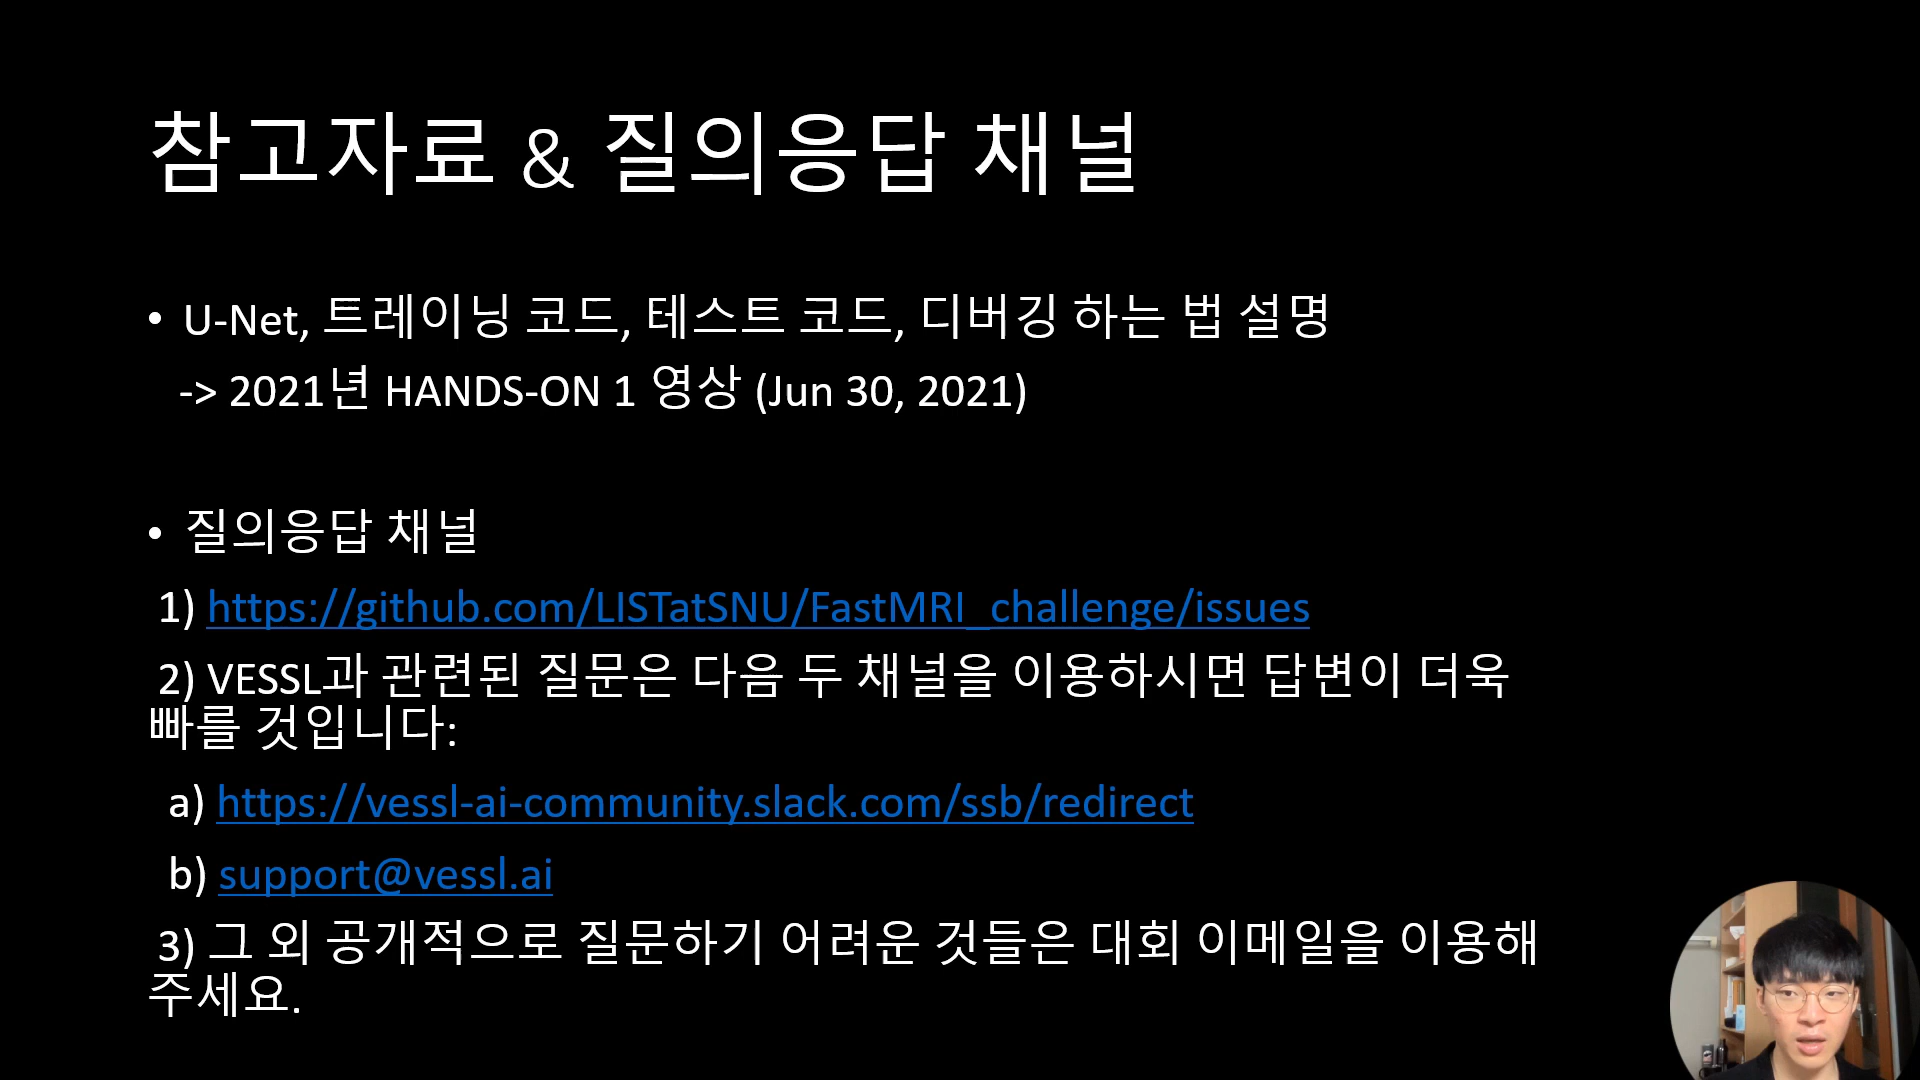 참고자료 & 질의응답 채널
• U-Net, 트레이닝 코드, 테스트 코드, 디버깅 하는 법 설명
-> 2021년 HANDS-ON 1 영상 (Jun 30, 2021)
• 질의응답 채널
1) https://github.com/LISTatSNU/FastMRI_challenge/issues
2) VESSL과 관련된 질문은 다음 두 채널을 이용하시면 답변이 더욱
빠를 것입니다:
a) https://vessl-ai-community.slack.com/ssb/redirect
b) support@vessl.ai
3) 그 외 공개적으로 질문하기 어려운 것들은 대회 이메일을 이용해
주세요.